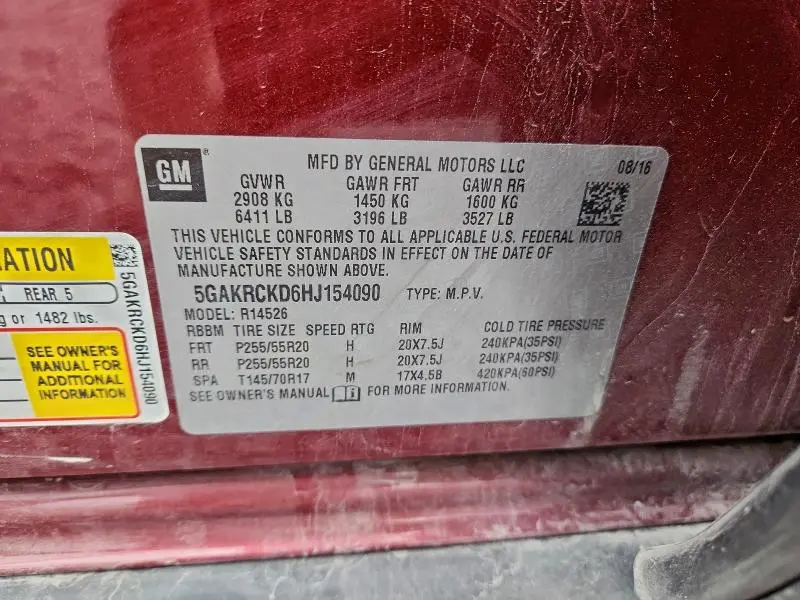 GM
MFD BY GENERAL MOTORS LLC 08/16
GVWR GAWR FRT GAWR RR
2908 KG 1450 KG 1600 KG
6411 LB 3196 LB 3527 LB
THIS VEHICLE CONFORMS TO ALL APPLICABLE U.S. FEDERAL MOTOR
VEHICLE SAFETY STANDARDS IN EFFECT ON THE DATE OF
MANUFACTURE SHOWN ABOVE.
5GAKRCKD6HJ154090 TYPE: M.P.V.
MODEL: R14526
RBBM TIRE SIZE SPEED RTG RIM COLD TIRE PRESSURE
FRT P255/55R20 H 20X7.5J 240KPA(35PSI)
RR P255/55R20 H 20X7.5J 240KPA(35PSI)
SPA T145/70R17 M 17X4.5B 420KPA(60PSI)
SEE OWNER'S MANUAL FOR MORE INFORMATION.
REAR 5
or 1482 lbs.
SEE OWNER'S
MANUAL FOR
ADDITIONAL
INFORMATION
5GAKRCKD6HJ154090